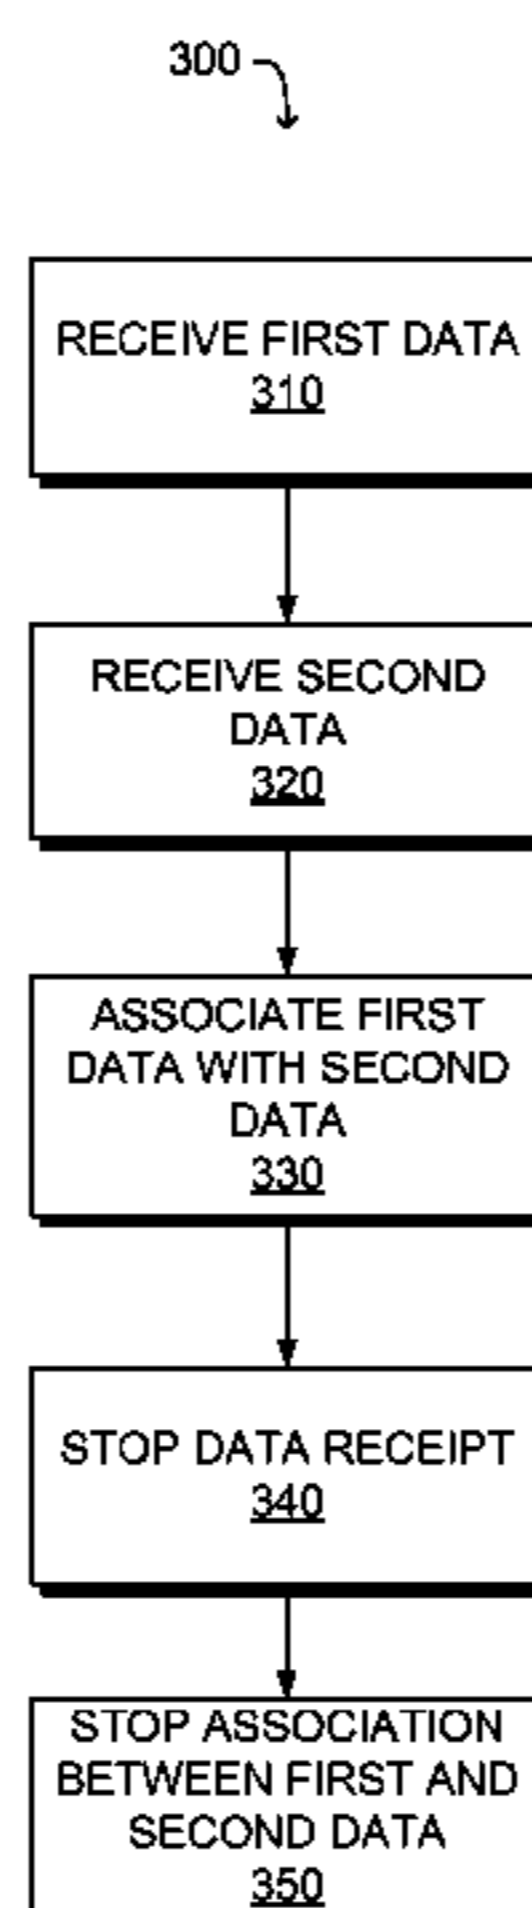 300
RECEIVE FIRST DATA
310
RECEIVE SECOND
DATA
320
ASSOCIATE FIRST
DATA WITH SECOND
DATA
330
STOP DATA RECEIPT
340
STOP ASSOCIATION
BETWEEN FIRST AND
SECOND DATA
350